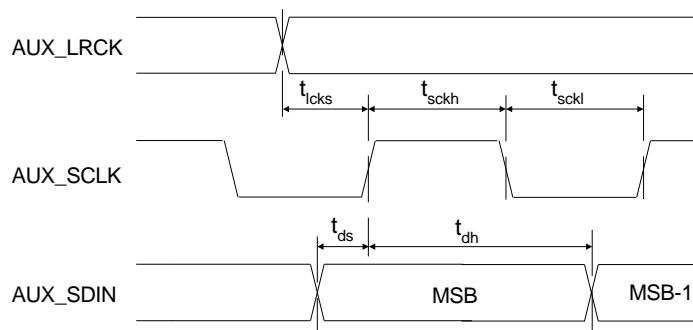 AUX_LRCK
t_lcks t_sckh t_sckl
AUX_SCLK
t_ds t_dh
AUX_SDIN MSB MSB-1